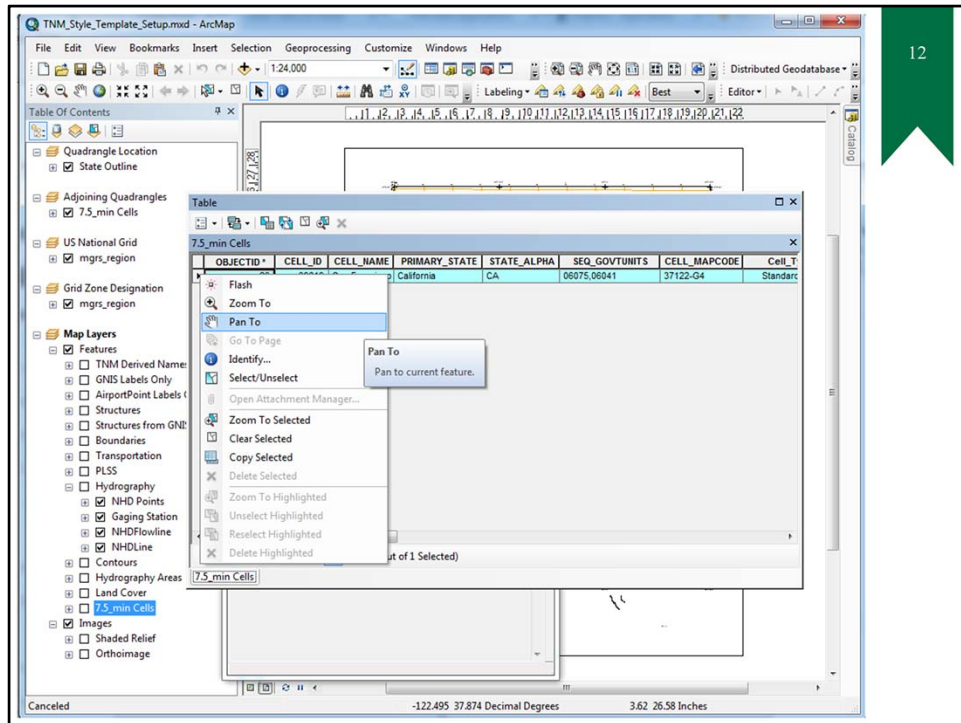 TNM_Style_Template_Setup.mxd - ArcMap
12
File Edit View Bookmarks Insert Selection Geoprocessing Customize Windows Help
1:24,000
Distributed Geodatabase
Labeling Best Editor
Table Of Contents
Catalog
Quadrangle Location
State Outline
Adjoining Quadrangles
7.5_min Cells
US National Grid
mgrs_region
Grid Zone Designation
mgrs_region
Map Layers
Features
TNM Derived Name
GNIS Labels Only
AirportPoint Labels
Structures
Structures from GNI
Boundaries
Transportation
PLSS
Hydrography
NHD Points
Gaging Station
NHDFlowline
NHDLine
Contours
Hydrography Areas
Land Cover
7.5_min Cells
Images
Shaded Relief
Orthoimage
Table
7.5_min Cells
OBJECTID * CELL_ID CELL_NAME PRIMARY_STATE STATE_ALPHA SEQ_GOVTUNITS CELL_MAPCODE Cell_T
California CA 06075,06041 37122-G4 Standard
Flash
Zoom To
Pan To
Go To Page
Identify...
Select/Unselect
Open Attachment Manager...
Zoom To Selected
Clear Selected
Copy Selected
Delete Selected
Zoom To Highlighted
Unselect Highlighted
Reselect Highlighted
Delete Highlighted
Pan To
Pan to current feature.
of 1 Selected)
7.5_min Cells
Canceled
-122.495 37.874 Decimal Degrees
3.62 26.58 Inches